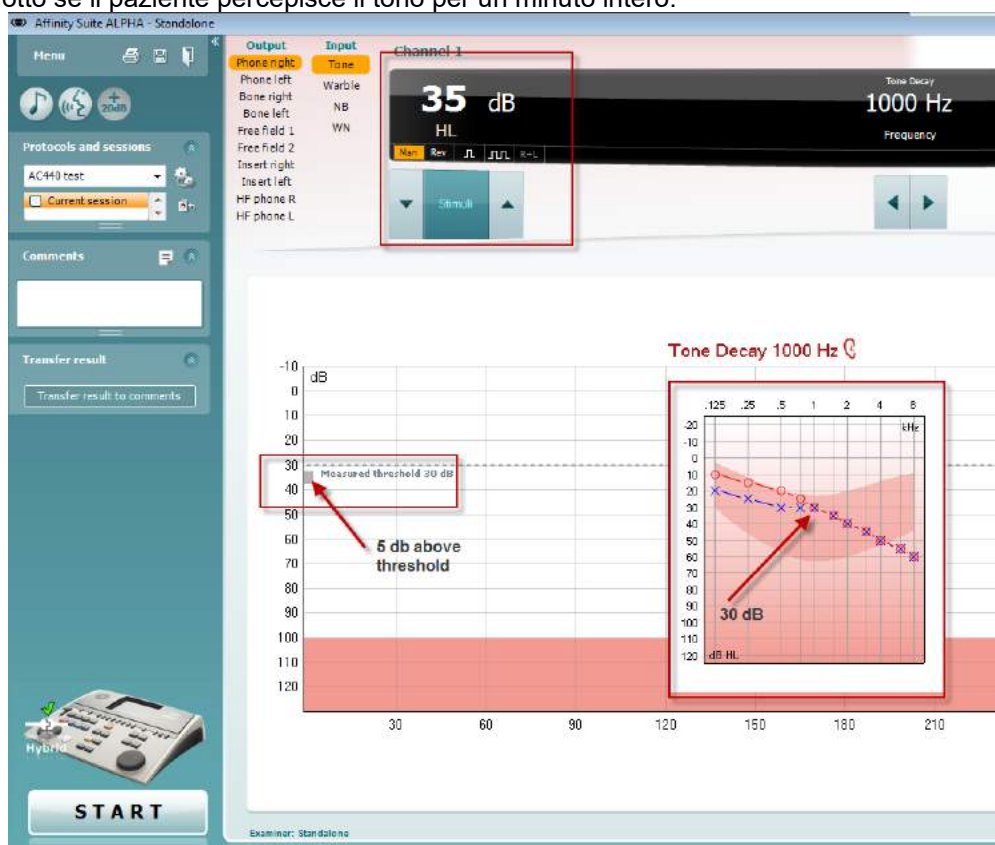 otto se il paziente percepisce il tono per un minuto intero.
Affinity Suite ALPHA - Standalone
Menu
20dB
Protocols and sessions
AC440 test
Current session
Comments
Transfer result
Transfer result to comments
Hybrid
START
Output
Phone right
Phone left
Bone right
Bone left
Free field 1
Free field 2
Insert right
Insert left
HF phone R
HF phone L
Input
Tone
Warble
NB
WN
Channel 1
35 dB
HL
Man Rev R+L
Stimuli
Tone Decay
1000 Hz
Frequency
Tone Decay 1000 Hz
dB
-10
0
10
20
30
40
50
60
70
80
90
100
110
120
Measured threshold 30 dB
5 db above
threshold
30 60 90 120 150 180 210
.125 .25 .5 1 2 4 8
kHz
-20
-10
0
10
20
30
40
50
60
70
80
90
100
110
120
dB HL
30 dB
Examiner: Standalone